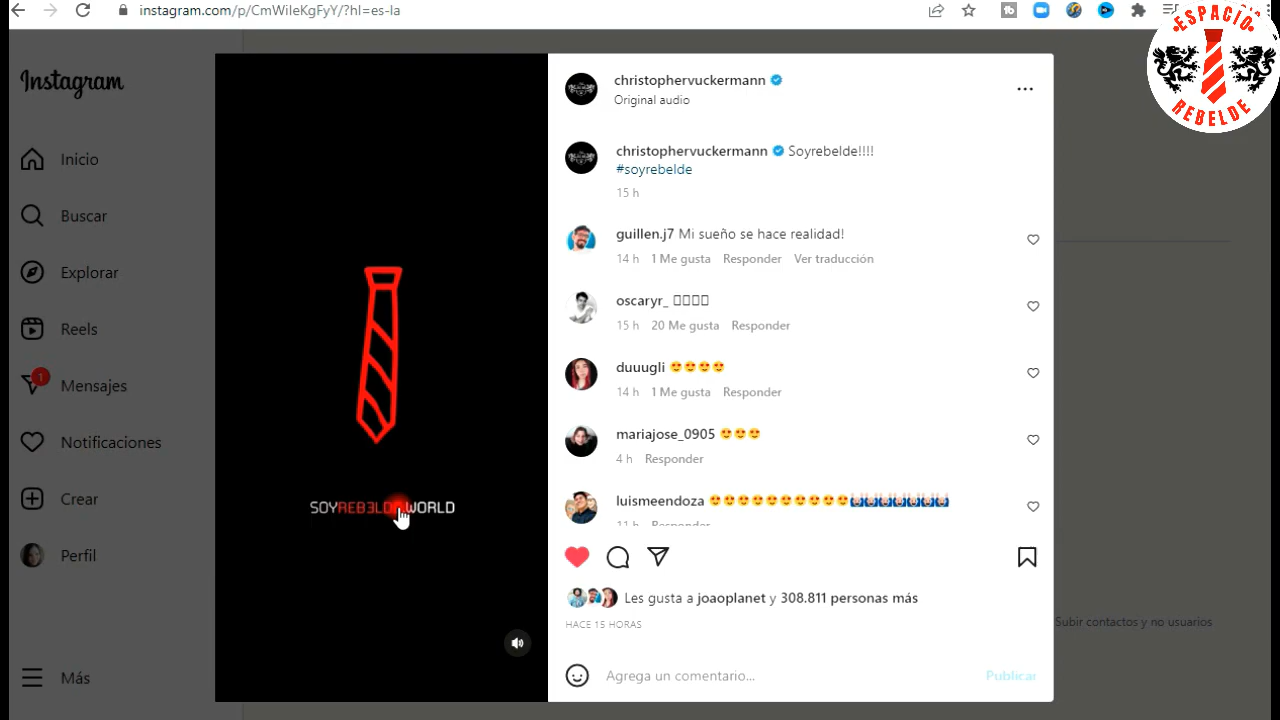 instagram.com/p/CmWileKgFyY/?hl=es-la
ESPACIO
REBELDE
Instagram
Inicio
Buscar
Explorar
Reels
1
Mensajes
Notificaciones
Crear
Perfil
Más
SOYREBELDE WORLD
christophervuckermann
Original audio
christophervuckermann Soyrebelde!!!!
#soyrebelde
15 h
guillen.j7 Mi sueño se hace realidad!
14 h 1 Me gusta Responder Ver traducción
oscaryr_
15 h 20 Me gusta Responder
duuugli 😍😍😍😍
14 h 1 Me gusta Responder
mariajose_0905 😍😍😍
4 h Responder
luismeendoza 😍😍😍😍😍😍😍😍😍😍
11 h Responder
Les gusta a joaoplanet y 308.811 personas más
HACE 15 HORAS
Agrega un comentario...
Publicar
Subir contactos y no usuarios